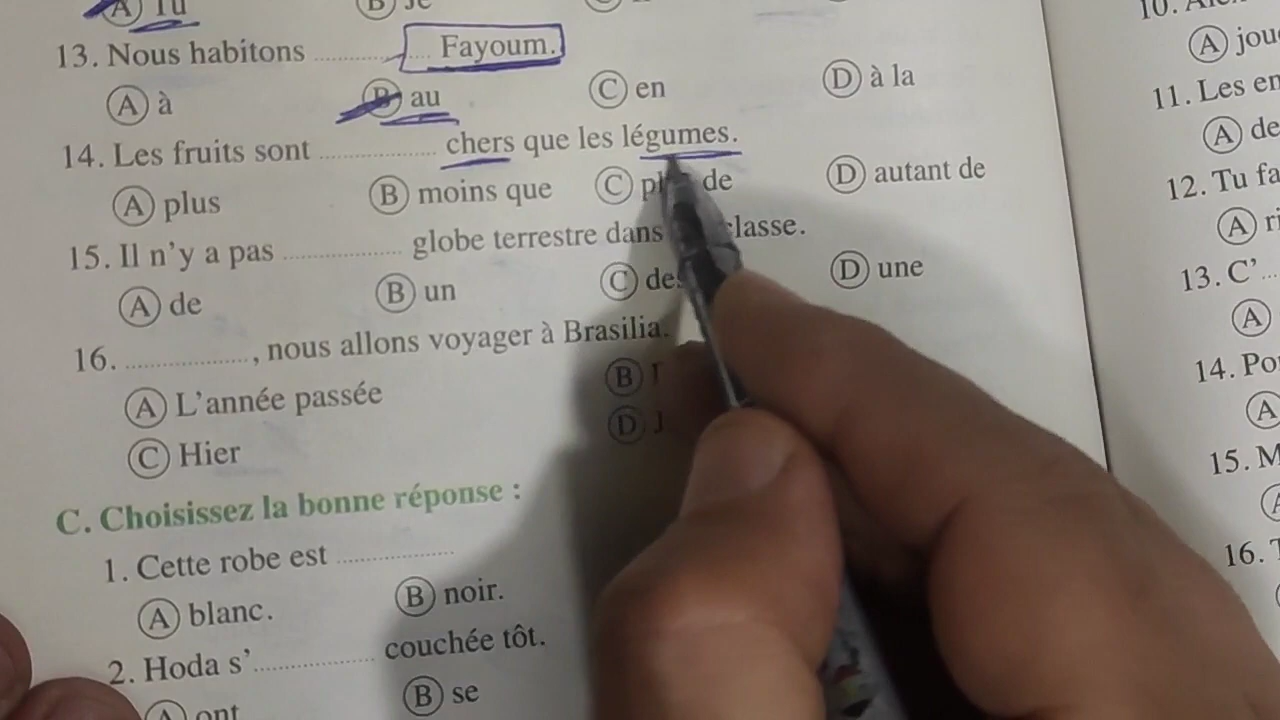 B
13. Nous habitons .................... Fayoum.
A à B au C en D à la
14. Les fruits sont .................... chers que les légumes.
A plus B moins que C de D autant de
15. Il n'y a pas .................... globe terrestre dans classe.
A de B un C D une
16. ...................., nous allons voyager à Brasilia.
A L'année passée B
C Hier D
C. Choisissez la bonne réponse :
1. Cette robe est ....................
A blanc. B noir.
2. Hoda s'.................... couchée tôt.
A ont B se
10.
A
11. Les
A de
12. Tu
A
13. C'...
A
14.
A
15.
16.